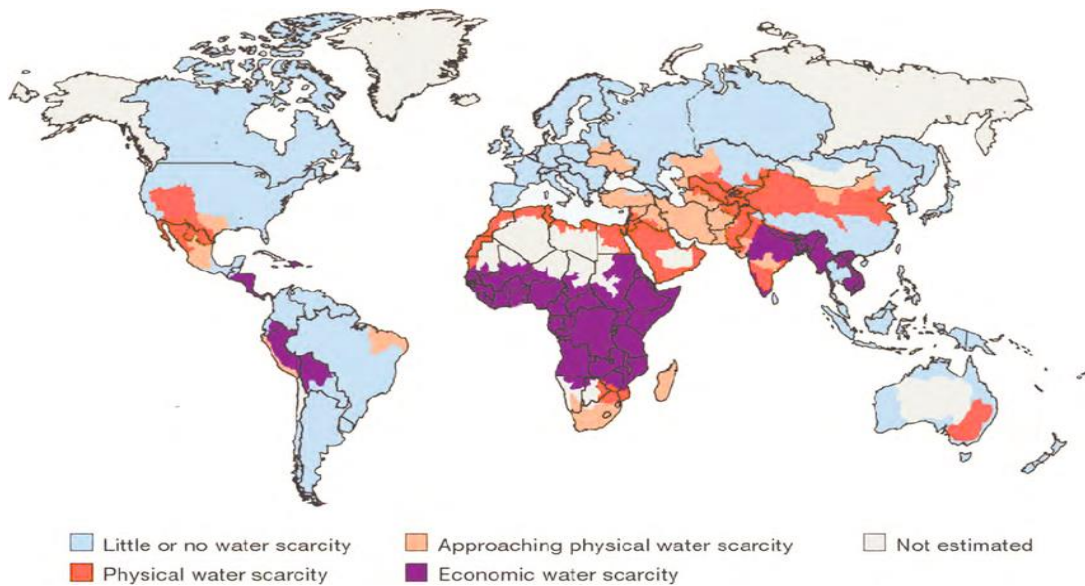 Little or no water scarcity
Approaching physical water scarcity
Not estimated
Physical water scarcity
Economic water scarcity